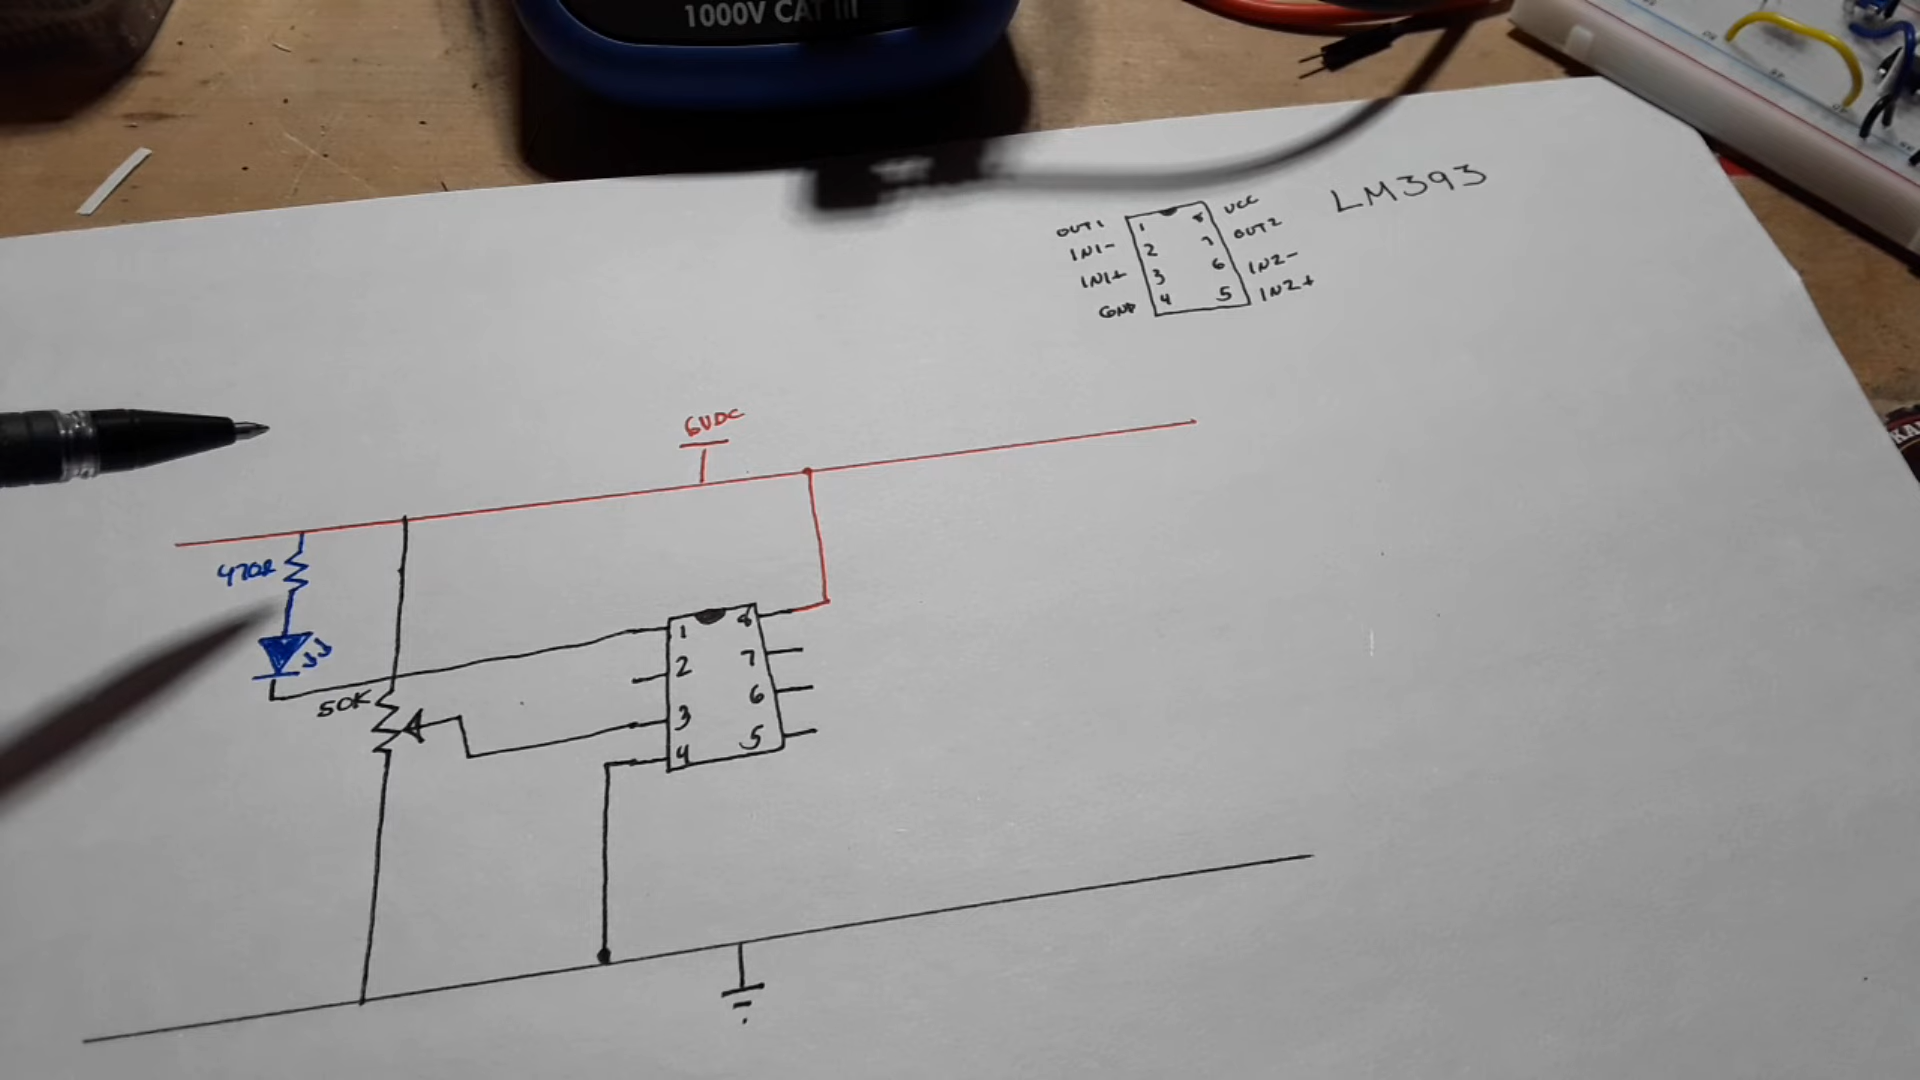 1000V CAT III
LM393
OUT1 1 8 VCC
IN1- 2 7 OUT2
IN1+ 3 6 IN2-
GND 4 5 IN2+
6VDC
470Ω
50K
1 8
2 7
3 6
4 5